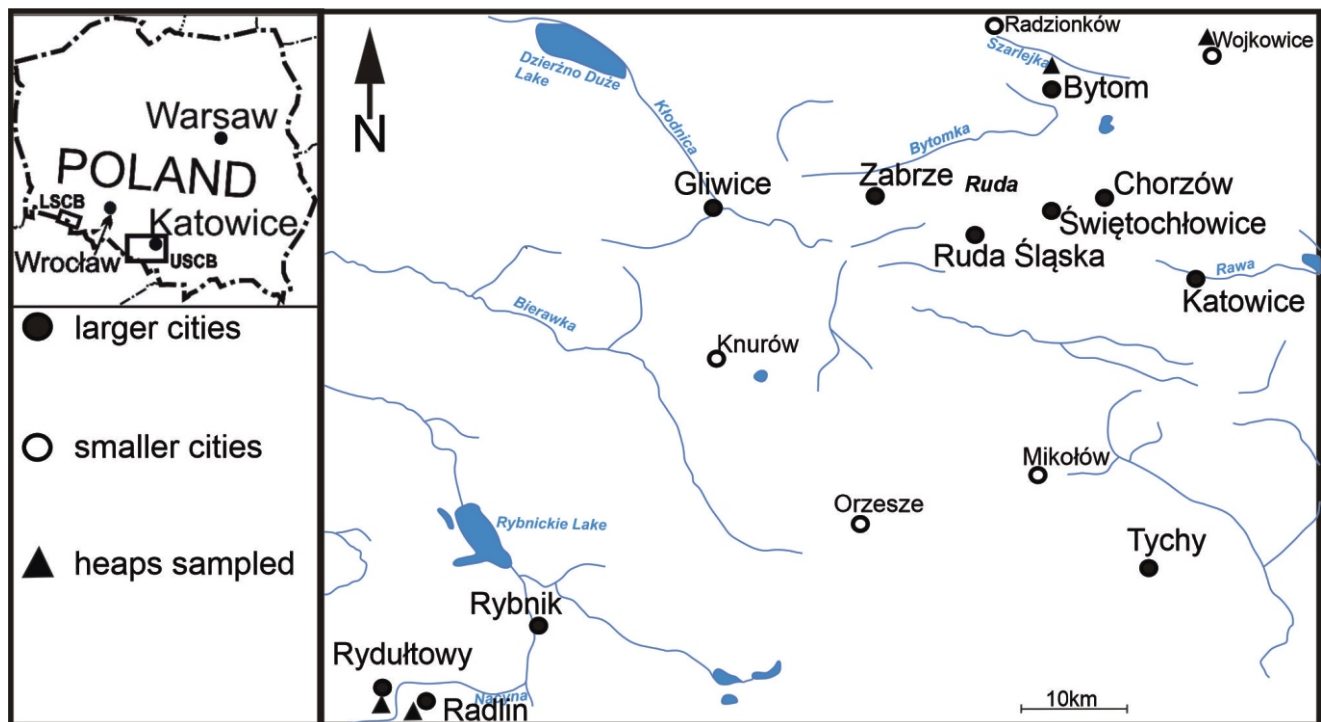 Warsaw
POLAND
LSCB
Katowice
Wrocław
USCB
larger cities
smaller cities
heaps sampled
N
Dzierżno Duże
Lake
Kłodnica
Radzionków
Szarlejka
Wojkowice
Bytom
Bytomka
Gliwice
Zabrze
Ruda
Chorzów
Świętochłowice
Ruda Śląska
Rawa
Katowice
Bierawka
Knurów
Mikołów
Orzesze
Rybnickie Lake
Tychy
Rybnik
Rydułtowy
Nacyna
Radlin
10km